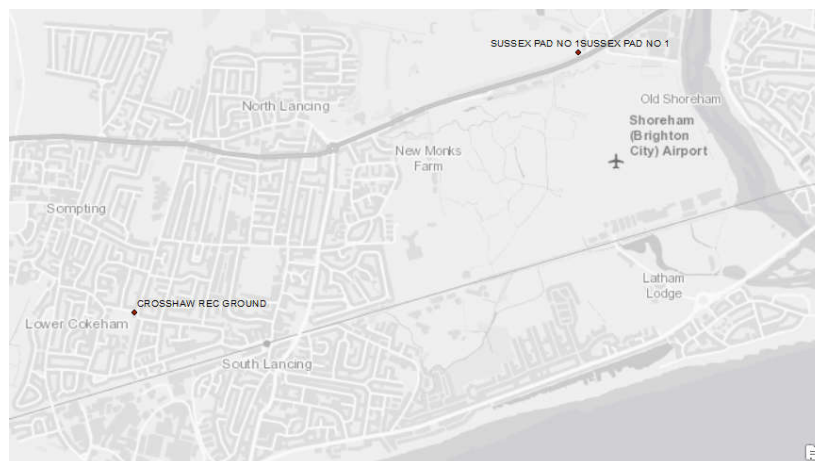 SUSSEX PAD NO 1SUSSEX PAD NO 1
Old Shoreham
North Lancing
Shoreham
(Brighton
City) Airport
New Monks
Farm
Sompting
Latham
Lodge
CROSSHAW REC GROUND
Lower Cokeham
South Lancing